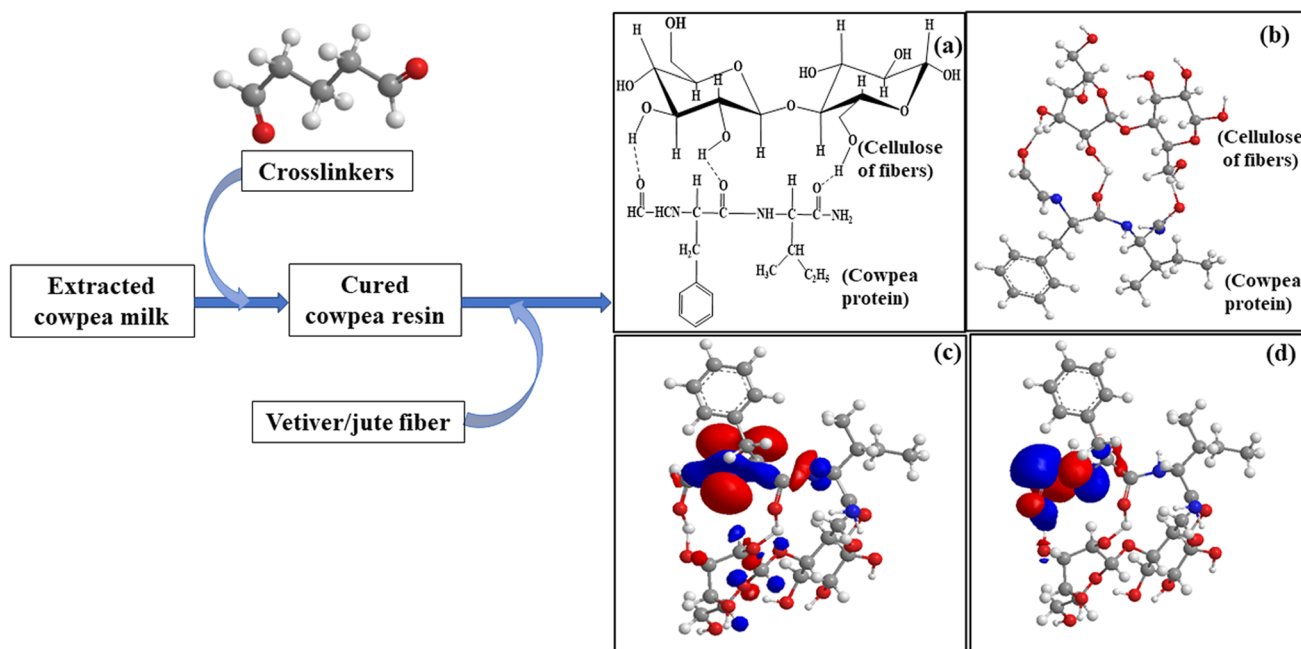 Crosslinkers
Extracted
cowpea milk
Cured
cowpea resin
Vetiver/jute fiber
(a)
OH
H
H
OH
HO
O
H
H
HO
OH
HO
O
O
H
H
OH
O
H
H
H
O
H
H
O
H
O
H
(Cellulose
of fibers)
O
H
O
H
O
HC—HCN—C—C—NH—C—C—NH2
H2C
CH
H3C
C2H5
(Cowpea
protein)
(b)
(Cellulose
of fibers)
(Cowpea
protein)
(c)
(d)